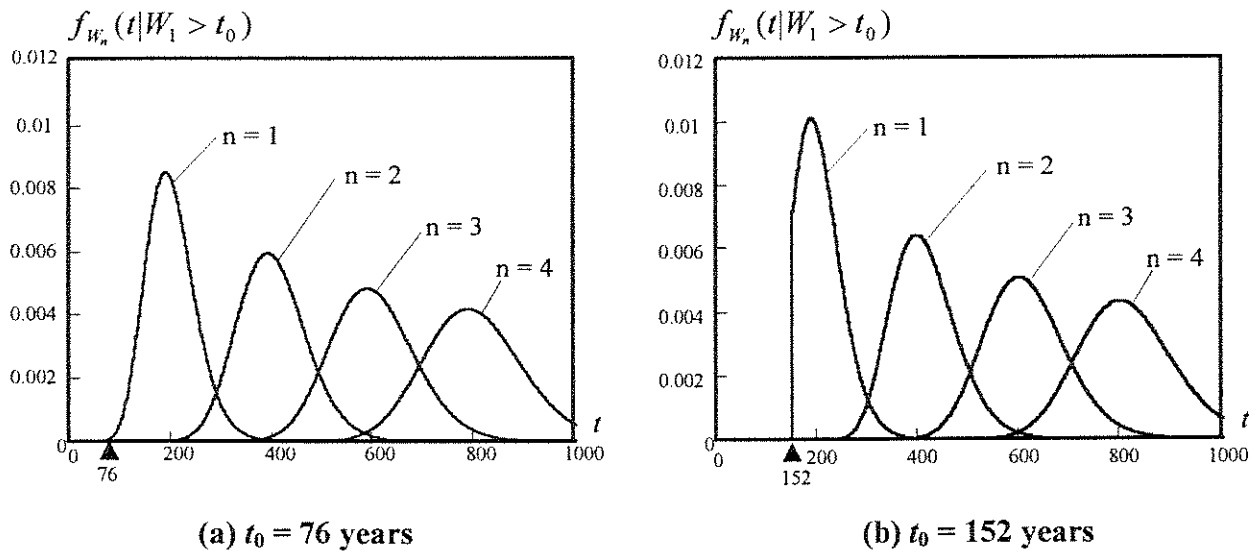 f_{W_n}(t|W_1 > t_0)
0.012
0.01
0.008
0.006
0.004
0.002
0
n = 1
n = 2
n = 3
n = 4
t
0 200 400 600 800 1000
76
(a) t_0 = 76 years
f_{W_n}(t|W_1 > t_0)
0.012
0.01
0.008
0.006
0.004
0.002
0
n = 1
n = 2
n = 3
n = 4
t
0 200 400 600 800 1000
152
(b) t_0 = 152 years